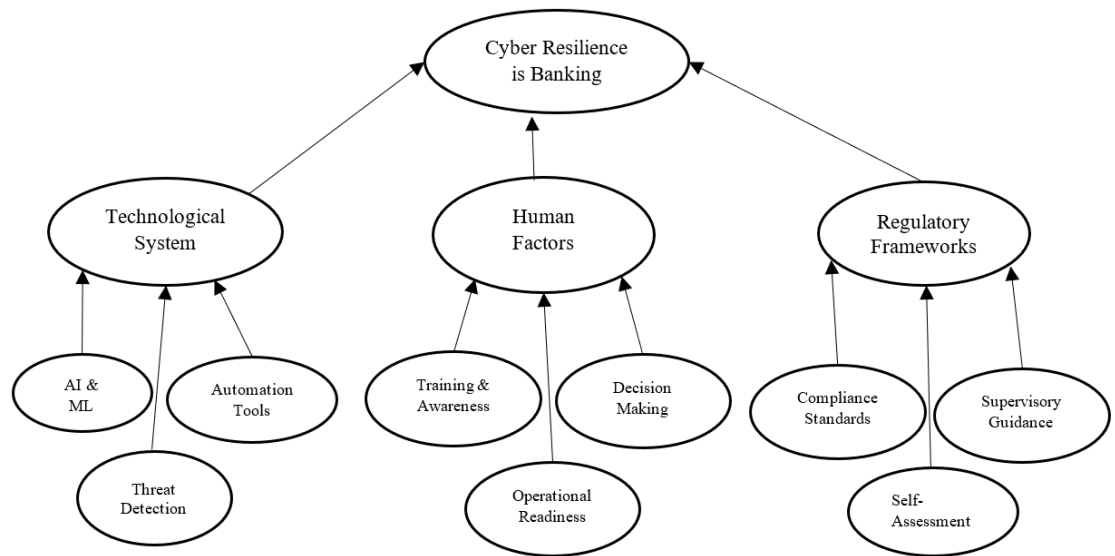 Cyber Resilience
is Banking
Technological
System
Human
Factors
Regulatory
Frameworks
AI &
ML
Automation
Tools
Threat
Detection
Training &
Awareness
Decision
Making
Operational
Readiness
Compliance
Standards
Supervisory
Guidance
Self-
Assessment